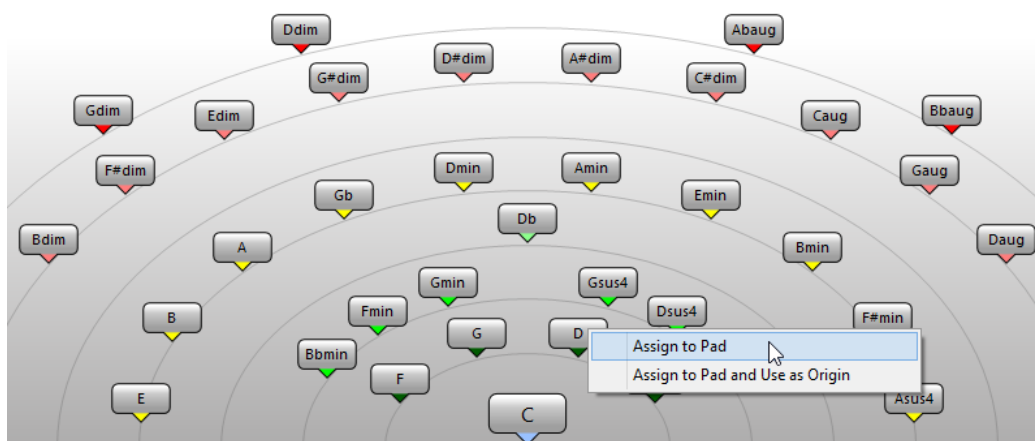 Ddim
Abaug
D#dim
A#dim
G#dim
C#dim
Gdim
Edim
Caug
Bbaug
F#dim
Dmin
Amin
Gaug
Gb
Emin
Db
Bdim
A
Bmin
Daug
Gmin
Gsus4
Fmin
Dsus4
B
F#min
G
D
Assign to Pad
Bbmin
Assign to Pad and Use as Origin
F
E
Asus4
C